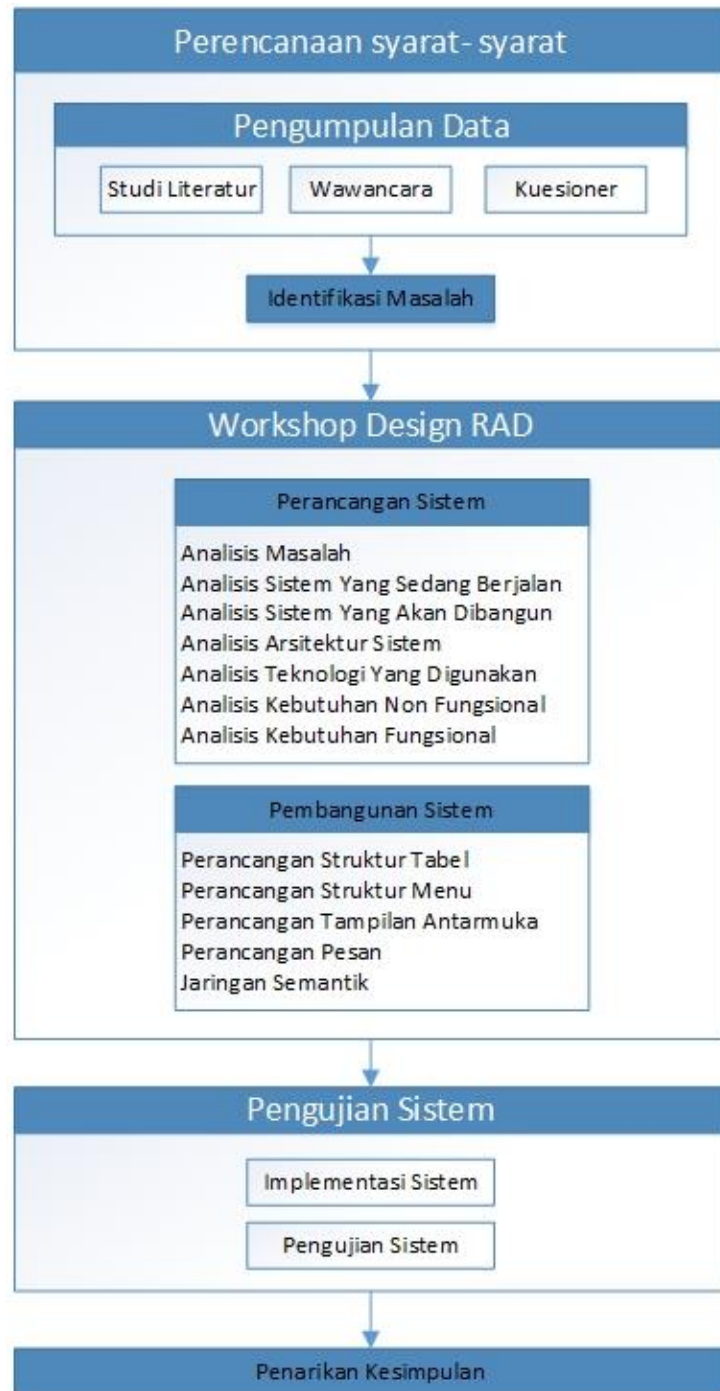 Perencanaan syarat- syarat
Pengumpulan Data
Studi Literatur
Wawancara
Kuesioner
Identifikasi Masalah
Workshop Design RAD
Perancangan Sistem
Analisis Masalah
Analisis Sistem Yang Sedang Berjalan
Analisis Sistem Yang Akan Dibangun
Analisis Arsitektur Sistem
Analisis Teknologi Yang Digunakan
Analisis Kebutuhan Non Fungsional
Analisis Kebutuhan Fungsional
Pembangunan Sistem
Perancangan Struktur Tabel
Perancangan Struktur Menu
Perancangan Tampilan Antarmuka
Perancangan Pesan
Jaringan Semantik
Pengujian Sistem
Implementasi Sistem
Pengujian Sistem
Penarikan Kesimpulan